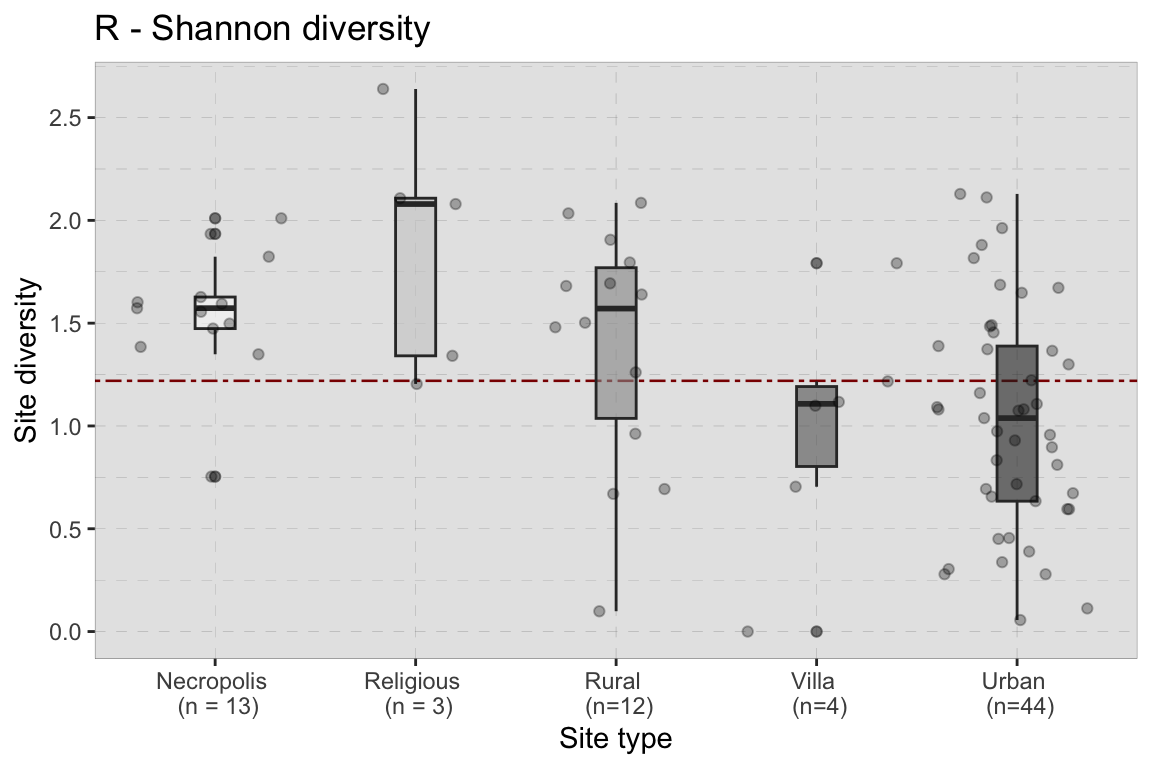 R - Shannon diversity
Site diversity
2.5
2.0
1.5
1.0
0.5
0.0
Necropolis
(n = 13)
Religious
(n = 3)
Rural
(n=12)
Villa
(n=4)
Urban
(n=44)
Site type